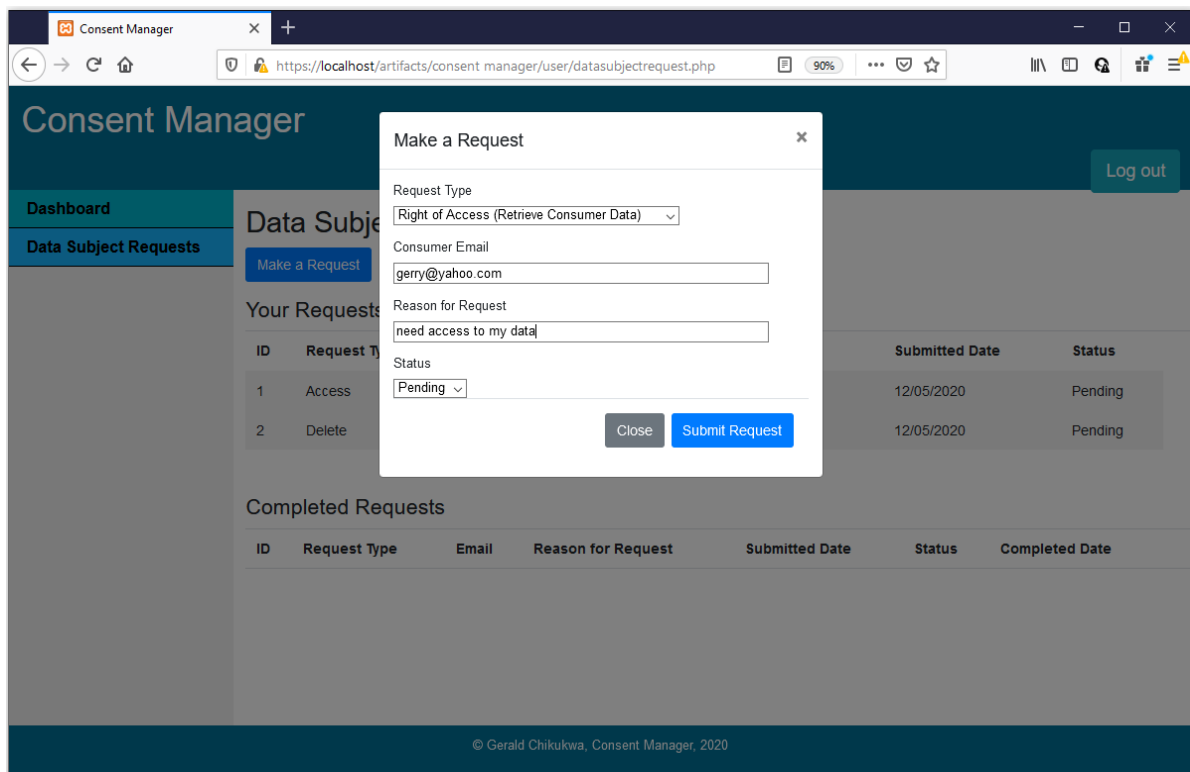 Consent Manager
https://localhost/artifacts/consent manager/user/datasubjectrequest.php 90%
Consent Manager
Log out
Dashboard
Data Subject Requests
Data Subje
Make a Request
Your Requests
ID Request Ty Submitted Date Status
1 Access 12/05/2020 Pending
2 Delete 12/05/2020 Pending
Make a Request ×
Request Type
Right of Access (Retrieve Consumer Data)
Consumer Email
gerry@yahoo.com
Reason for Request
need access to my data
Status
Pending
Close Submit Request
Completed Requests
ID Request Type Email Reason for Request Submitted Date Status Completed Date
© Gerald Chikukwa, Consent Manager, 2020